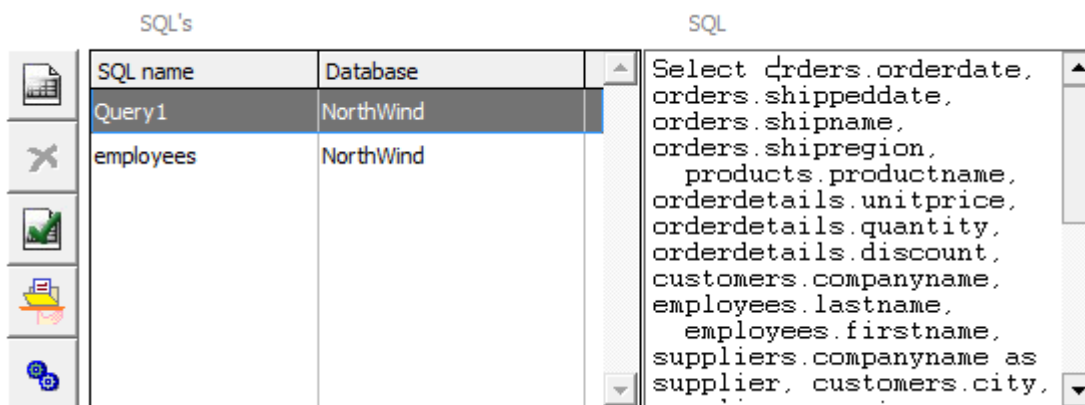 SQL's
SQL
SQL name Database
Query1 NorthWind
employees NorthWind
Select orders.orderdate,
orders.shippeddate,
orders.shipname,
orders.shipregion,
products.productname,
orderdetails.unitprice,
orderdetails.quantity,
orderdetails.discount,
customers.companyname,
employees.lastname,
employees.firstname,
suppliers.companyname as
supplier, customers.city,